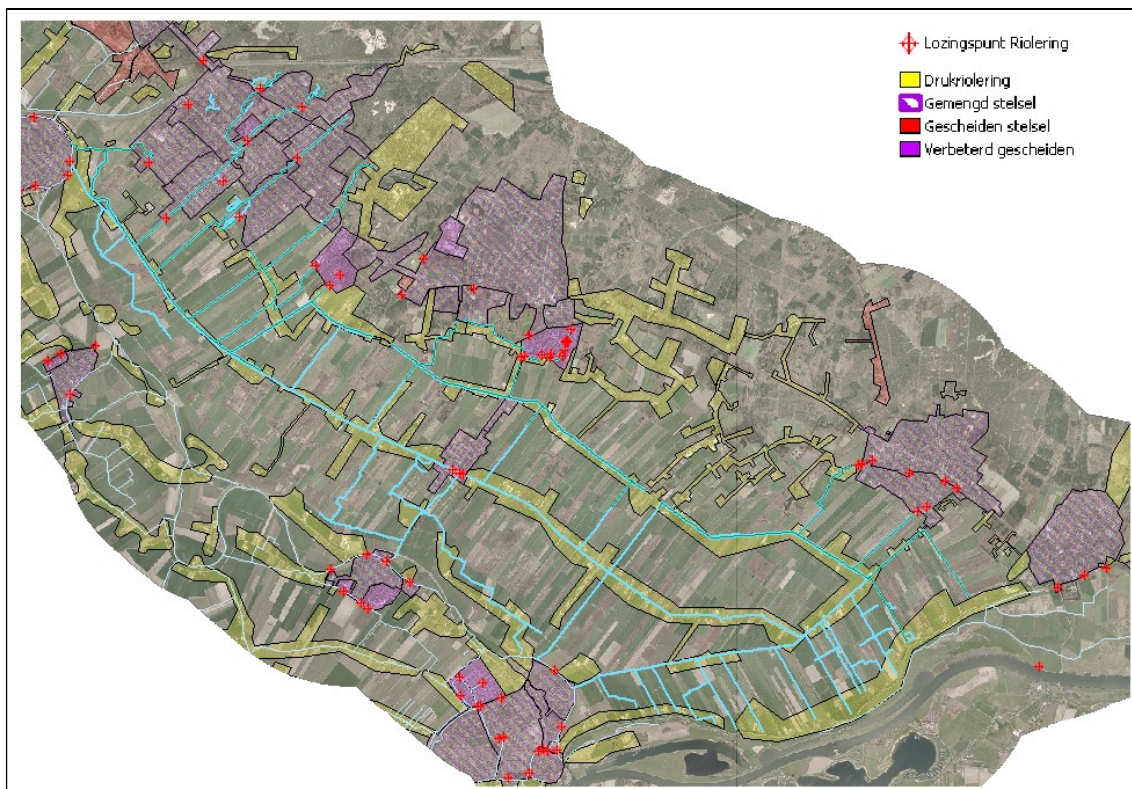 Lozingspunt Riolering
Drukriolering
Gemengd stelsel
Gescheiden stelsel
Verbeterd gescheiden